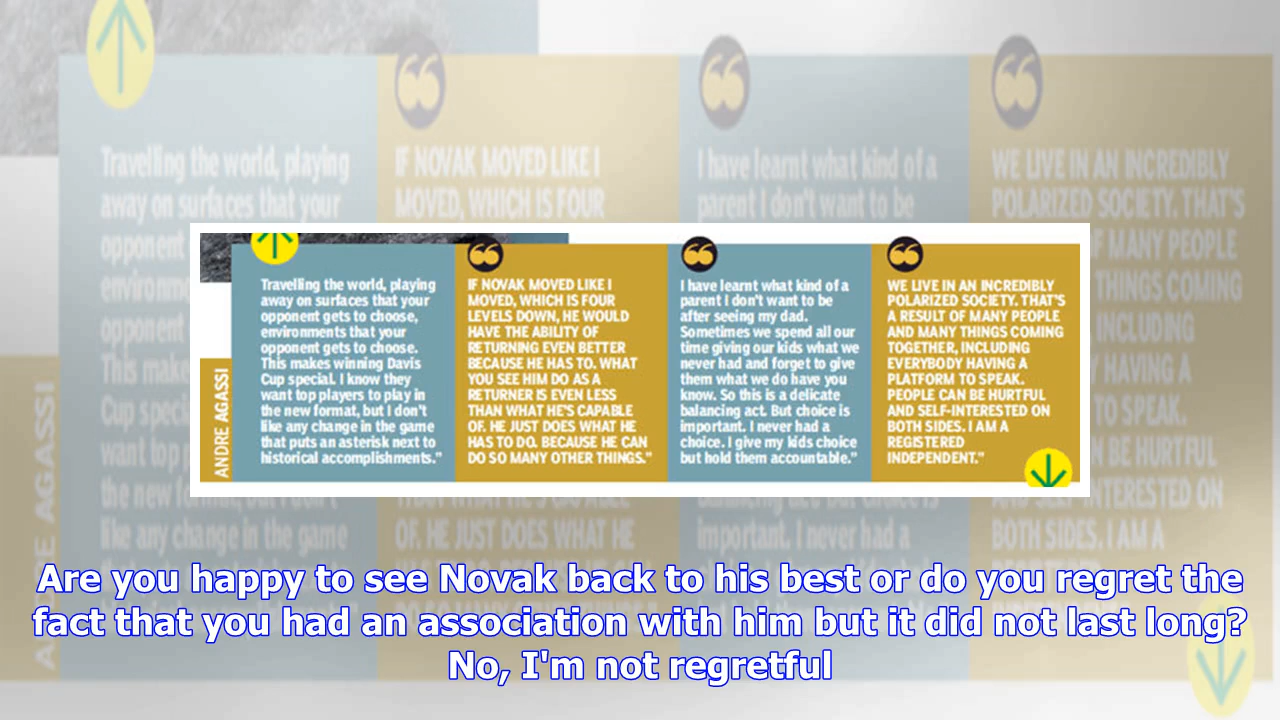 ANDRE AGASSI
Travelling the world, playing
away on surfaces that your
opponent gets to choose,
environments that your
opponent gets to choose.
This makes winning Davis
Cup special. I know they
want top players to play in
the new format, but I don't
like any change in the game
that puts an asterisk next to
historical accomplishments."
IF NOVAK MOVED LIKE I
MOVED, WHICH IS FOUR
LEVELS DOWN, HE WOULD
HAVE THE ABILITY OF
RETURNING EVEN BETTER
BECAUSE HE HAS TO. WHAT
YOU SEE HIM DO AS A
RETURNER IS EVEN LESS
THAN WHAT HE'S CAPABLE
OF. HE JUST DOES WHAT HE
HAS TO DO. BECAUSE HE CAN
DO SO MANY OTHER THINGS."
I have learnt what kind of a
parent I don't want to be
after seeing my dad.
Sometimes we spend all our
time giving our kids what we
never had and forget to give
them what we do have you
know. So this is a delicate
balancing act. But choice is
important. I never had a
choice. I give my kids choice
but hold them accountable."
WE LIVE IN AN INCREDIBLY
POLARIZED SOCIETY. THAT'S
A RESULT OF MANY PEOPLE
AND MANY THINGS COMING
TOGETHER, INCLUDING
EVERYBODY HAVING A
PLATFORM TO SPEAK.
PEOPLE CAN BE HURTFUL
AND SELF-INTERESTED ON
BOTH SIDES. I AM A
REGISTERED
INDEPENDENT."
Are you happy to see Novak back to his best or do you regret the
fact that you had an association with him but it did not last long?
No, I'm not regretful